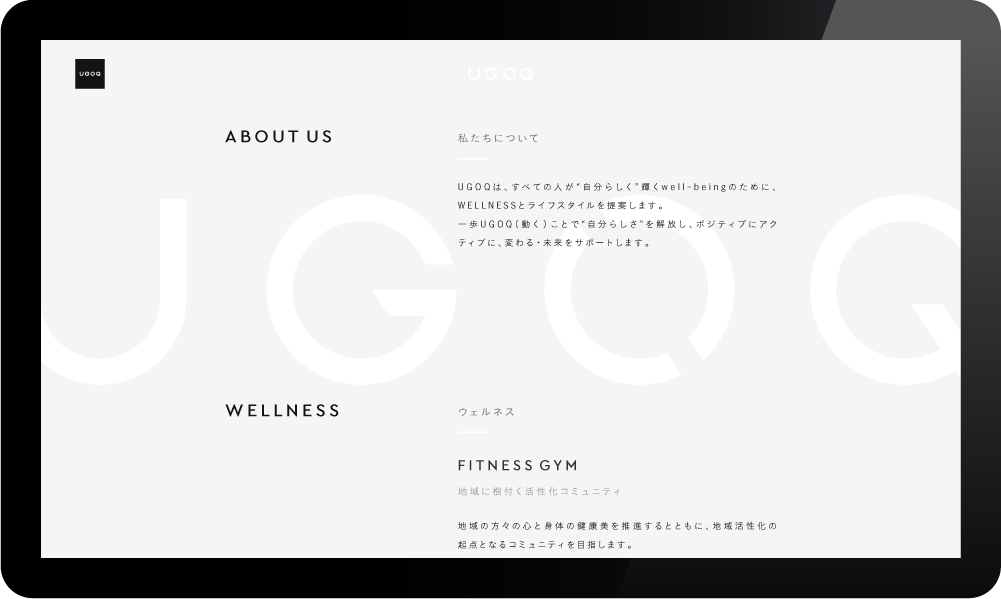 UGOQ
UGOQ
ABOUT US
私たちについて
UGOQは、すべての人が“自分らしく”輝くwell-beingのために、
WELLNESSとライフスタイルを提案します。
一歩UGOQ(動く)ことで“自分らしさ”を解放し、ポジティブにアク
ティブに、変わる・未来をサポートします。
UGOQ
WELLNESS
ウェルネス
FITNESS GYM
地域に根付く活性化コミュニティ
地域の方々の心と身体の健康美を推進するとともに、地域活性化の
起点となるコミュニティを目指します。